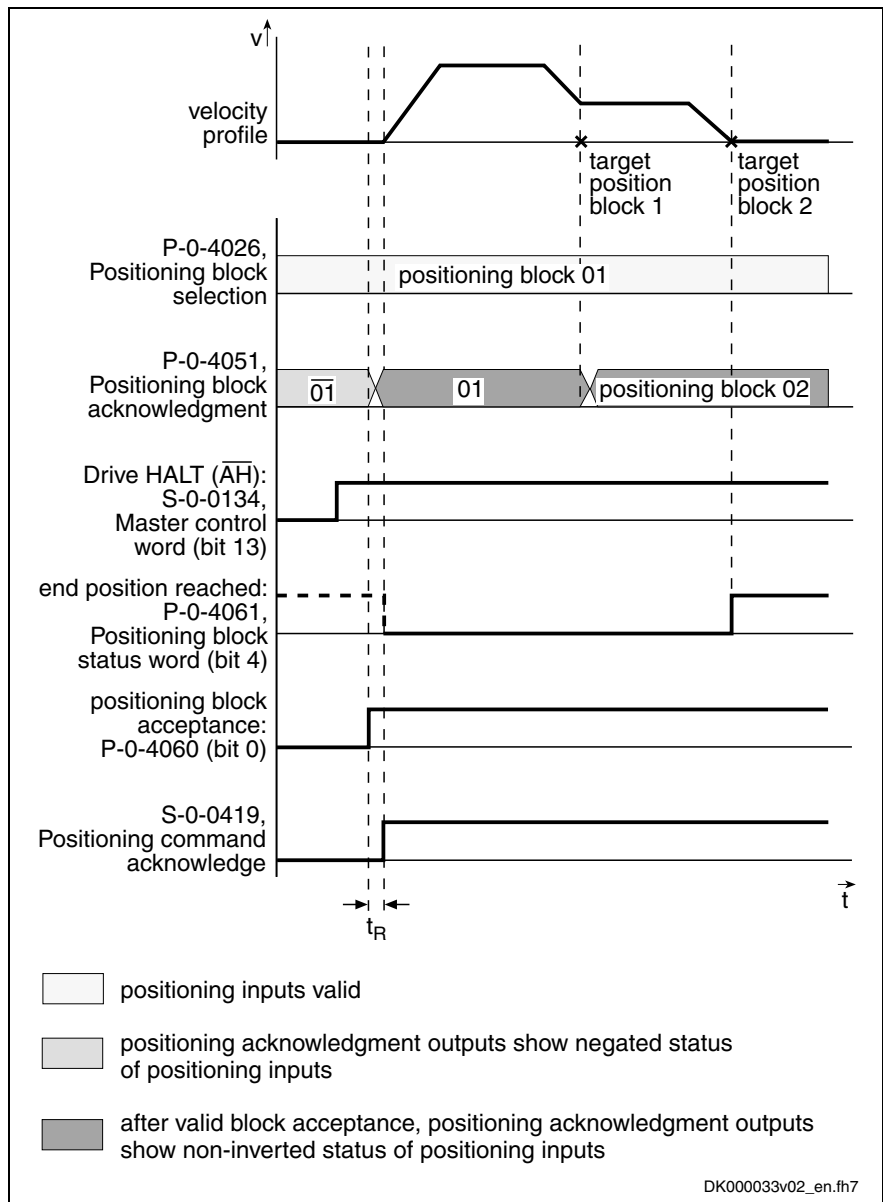 v
velocity
profile
target
position
block 1
target
position
block 2
P-0-4026,
Positioning block
selection
positioning block 01
P-0-4051,
Positioning block
acknowledgment
0̅1̅
01
positioning block 02
Drive HALT (A̅H̅):
S-0-0134,
Master control
word (bit 13)
end position reached:
P-0-4061,
Positioning block
status word (bit 4)
positioning block
acceptance:
P-0-4060 (bit 0)
S-0-0419,
Positioning command
acknowledge
t
tR
positioning inputs valid
positioning acknowledgment outputs show negated status
of positioning inputs
after valid block acceptance, positioning acknowledgment outputs
show non-inverted status of positioning inputs
DK000033v02_en.fh7